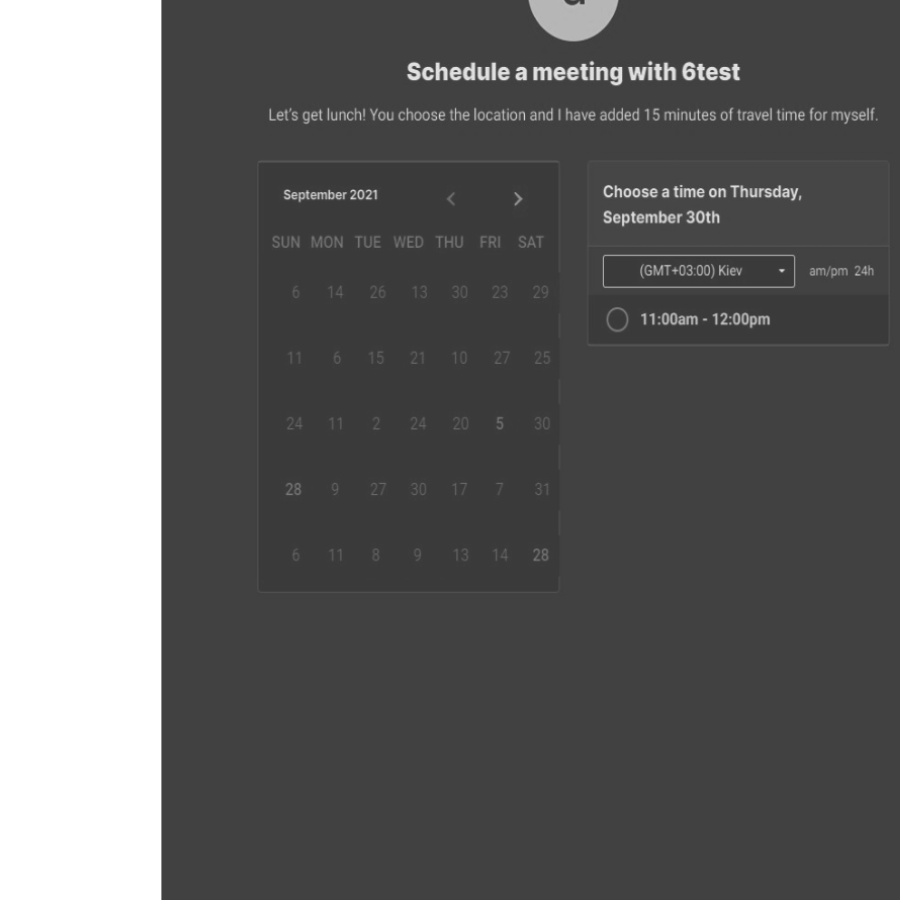 Schedule a meeting with 6test
Let's get lunch! You choose the location and I have added 15 minutes of travel time for myself.
September 2021
SUN MON TUE WED THU FRI SAT
6 14 26 13 30 23 29
11 6 15 21 10 27 25
24 11 2 24 20 5 30
28 9 27 30 17 7 31
6 11 8 9 13 14 28
Choose a time on Thursday,
September 30th
(GMT+03:00) Kiev am/pm 24h
11:00am - 12:00pm